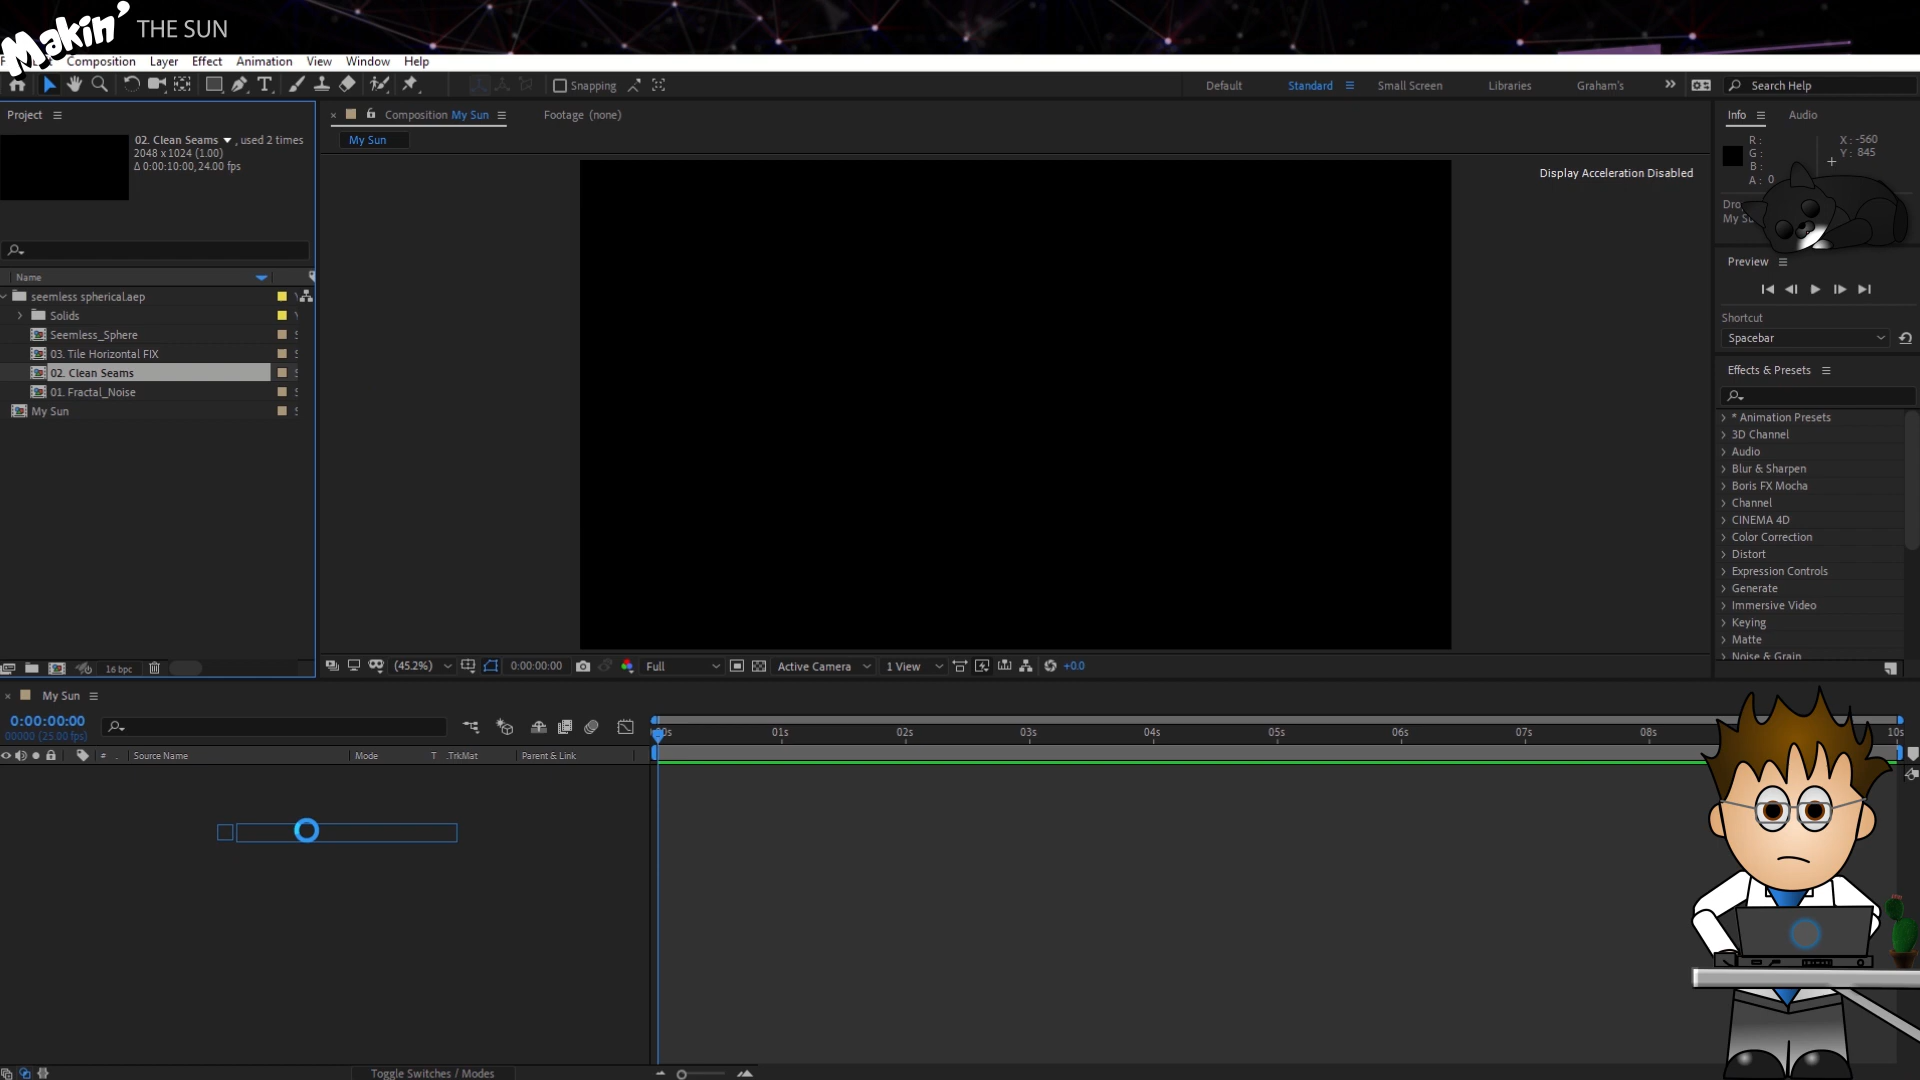 Makin' THE SUN
Composition Layer Effect Animation View Window Help
Snapping
Default Standard Small Screen Libraries Graham's
Search Help
Project
02. Clean Seams , used 2 times
2048 x 1024 (1.00)
Δ 0:00:10:00, 24.00 fps
Name
seemless spherical.aep
Solids
Seemless_Sphere
03. Tile Horizontal FIX
02. Clean Seams
01. Fractal_Noise
My Sun
16 bpc
Composition My Sun
Footage (none)
My Sun
Display Acceleration Disabled
(45.2%) 0:00:00:00 Full Active Camera 1 View +0.0
Info Audio
R :
G :
B :
A : 0
X : -560
Y : 845
My
Preview
Shortcut
Spacebar
Effects & Presets
* Animation Presets
3D Channel
Audio
Blur & Sharpen
Boris FX Mocha
Channel
CINEMA 4D
Color Correction
Distort
Expression Controls
Generate
Immersive Video
Keying
Matte
Noise & Grain
My Sun
0:00:00:00
00000 (25.00 fps)
# Source Name Mode T .TrkMat Parent & Link
01s 02s 03s 04s 05s 06s 07s 08s 10s
Toggle Switches / Modes